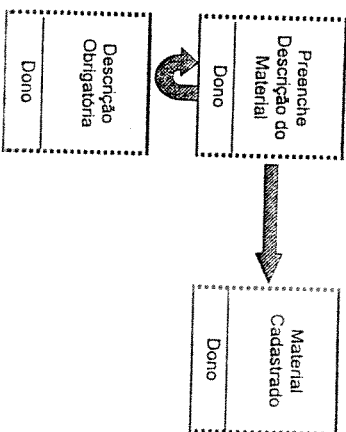 Preenche
Descrição do
Material
Dono
Material
Cadastrado
Dono
Descrição
Obrigatória
Dono